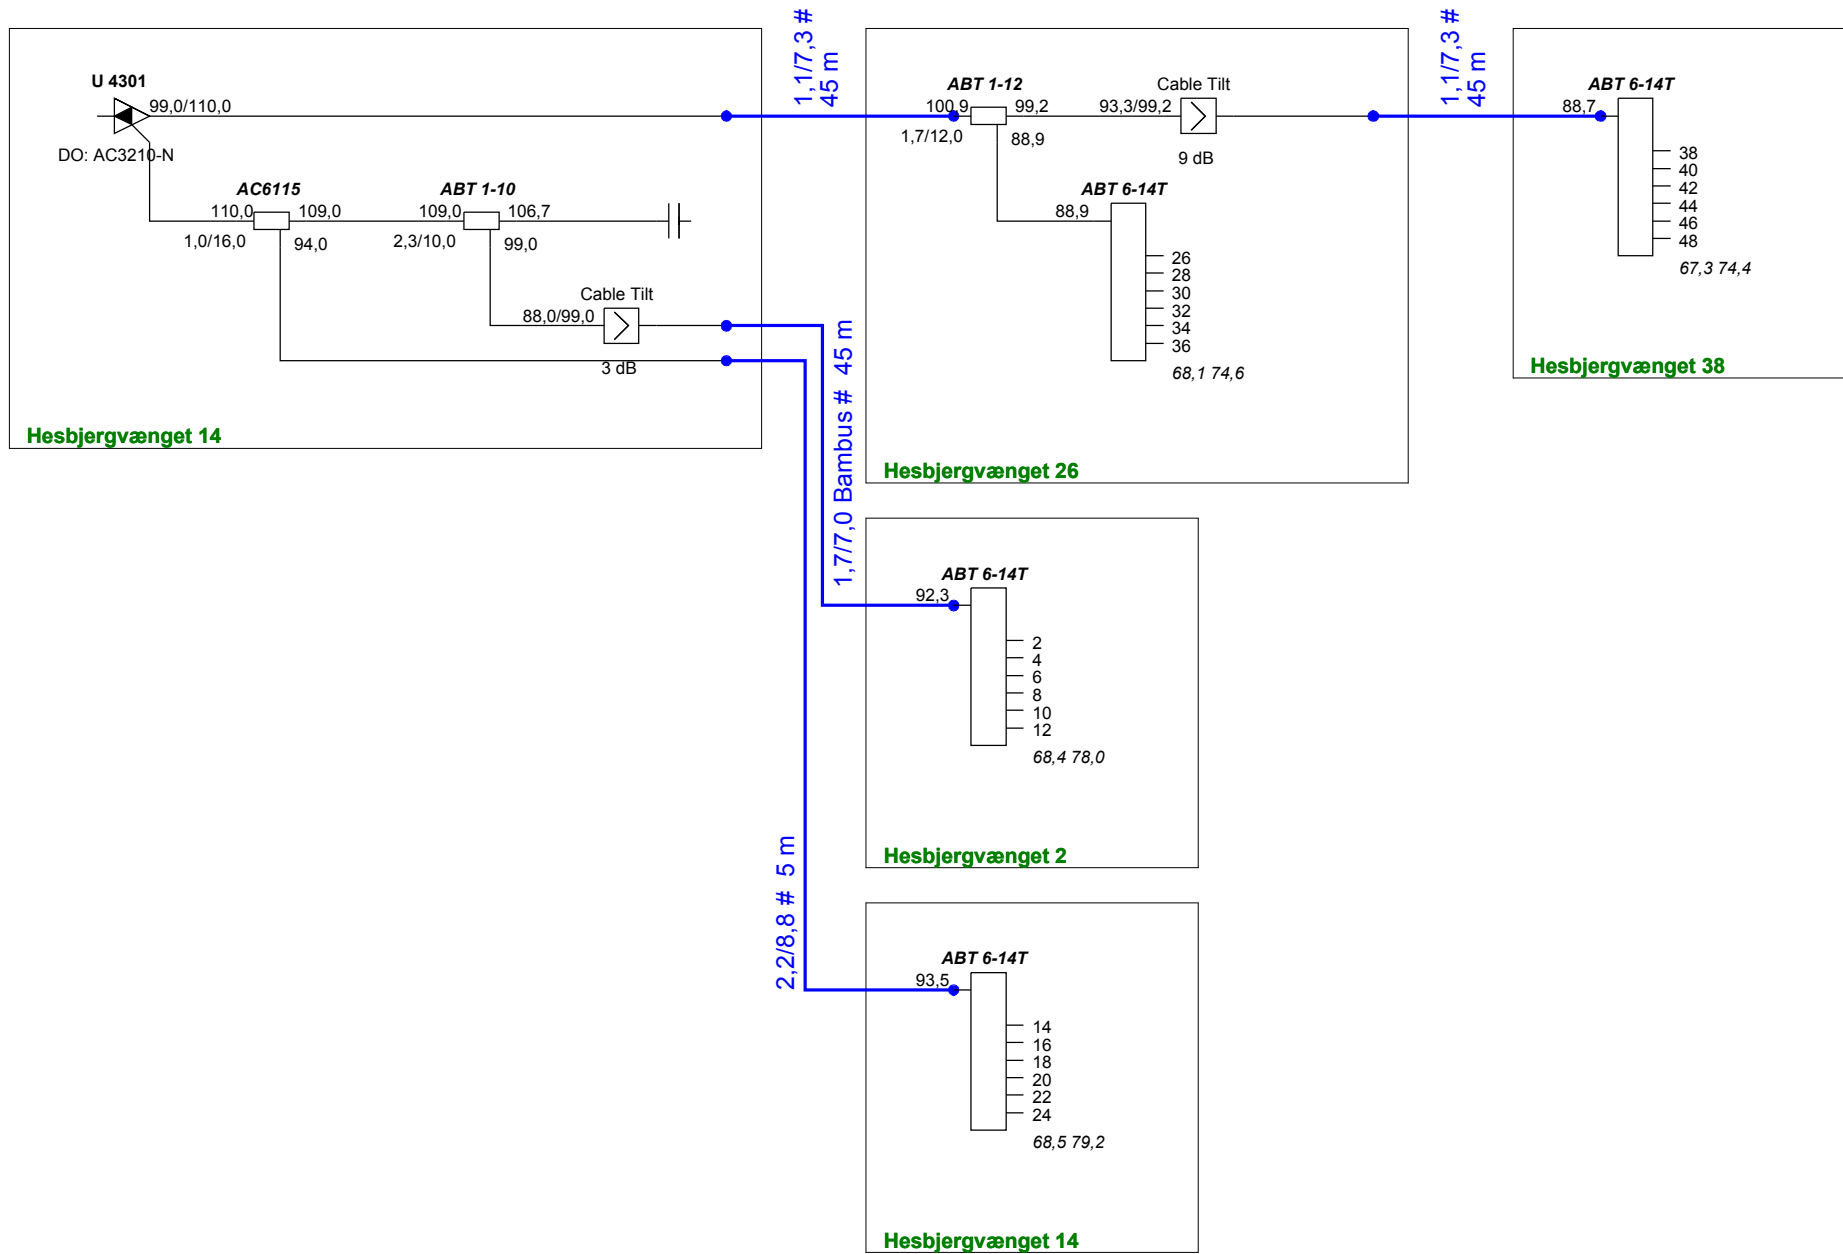 U 4301
99,0/110,0
DO: AC3210-N
AC6115
110,0
109,0
1,0/16,0
94,0
ABT 1-10
109,0
106,7
2,3/10,0
99,0
Cable Tilt
88,0/99,0
3 dB
Hesbjergvænget 14
1,1/7,3 #
45 m
ABT 1-12
100,9
99,2
1,7/12,0
88,9
Cable Tilt
93,3/99,2
9 dB
ABT 6-14T
88,9
26
28
30
32
34
36
68,1 74,6
Hesbjergvænget 26
1,1/7,3 #
45 m
ABT 6-14T
88,7
38
40
42
44
46
48
67,3 74,4
Hesbjergvænget 38
1,7/7,0 Bambus # 45 m
ABT 6-14T
92,3
2
4
6
8
10
12
68,4 78,0
Hesbjergvænget 2
2,2/8,8 # 5 m
ABT 6-14T
93,5
14
16
18
20
22
24
68,5 79,2
Hesbjergvænget 14